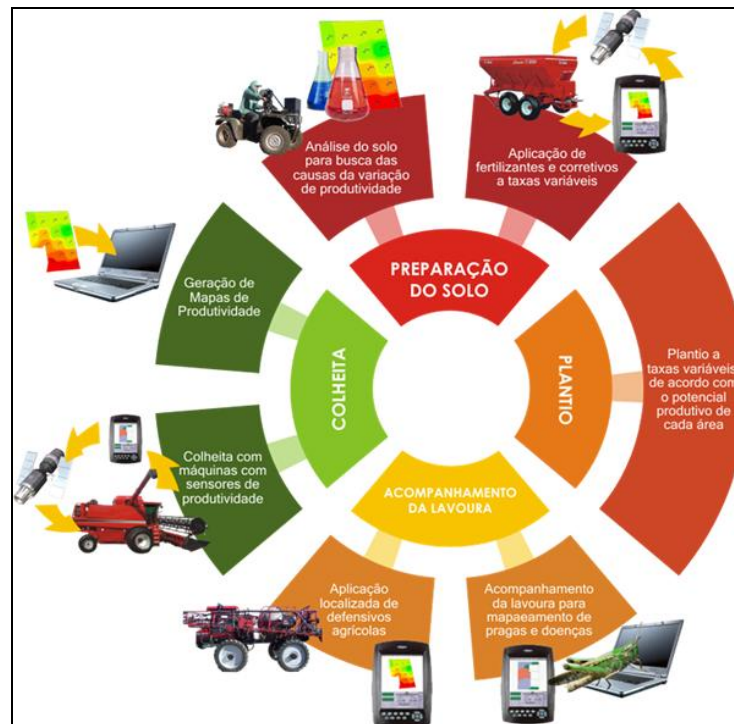 Análise do solo
para busca das
causas da variação
de produtividade
Aplicação de
fertilizantes e corretivos
a taxas variáveis
PREPARAÇÃO
DO SOLO
Geração de
Mapas de
Produtividade
COLHEITA
PLANTIO
Plantio a
taxas variáveis
de acordo com
o potencial
produtivo de
cada área
Colheita com
máquinas com
sensores de
produtividade
ACOMPANHAMENTO
DA LAVOURA
Aplicação
localizada de
defensivos
agrícolas
Acompanhamento
da lavoura para
mapaeamento de
pragas e doenças